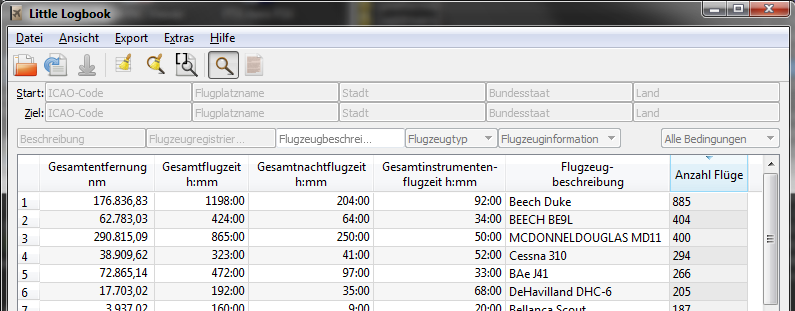 Little Logbook
Datei Ansicht Export Extras Hilfe
Start: ICAO-Code Flugplatzname Stadt Bundesstaat Land
Ziel: ICAO-Code Flugplatzname Stadt Bundesstaat Land
Beschreibung Flugzeugregistrier... Flugzeugbeschrei... Flugzeugtyp Flugzeuginformation Alle Bedingungen
Gesamtentfernung Gesamtflugzeit Gesamtnachtflugzeit Gesamtinstrumenten- Flugzeug- Anzahl Flüge
nm h:mm h:mm flugzeit h:mm beschreibung
1 176.836,83 1198:00 204:00 92:00 Beech Duke 885
2 62.783,03 424:00 64:00 34:00 BEECH BE9L 404
3 290.815,09 865:00 250:00 50:00 MCDONNELDOUGLAS MD11 400
4 38.909,62 323:00 41:00 52:00 Cessna 310 294
5 72.865,14 472:00 97:00 33:00 BAe J41 266
6 17.703,02 192:00 35:00 68:00 DeHavilland DHC-6 205
7 3.937,02 160:00 9:00 20:00 Bellanca Scout 187